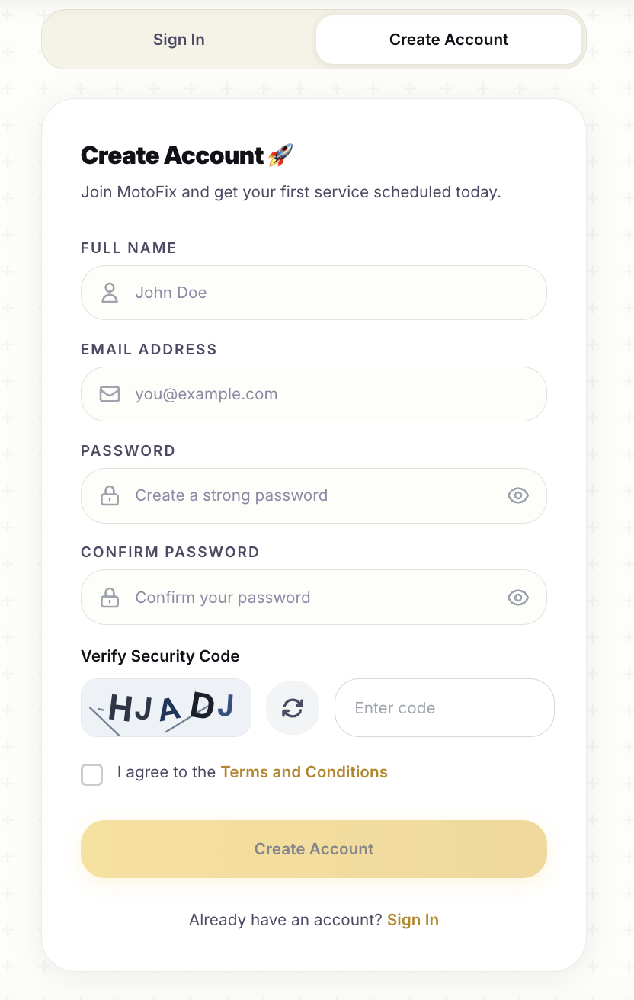 Sign In Create Account
Create Account 🚀
Join MotoFix and get your first service scheduled today.
FULL NAME
John Doe
EMAIL ADDRESS
you@example.com
PASSWORD
Create a strong password
CONFIRM PASSWORD
Confirm your password
Verify Security Code
HJADJ Enter code
I agree to the Terms and Conditions
Create Account
Already have an account? Sign In